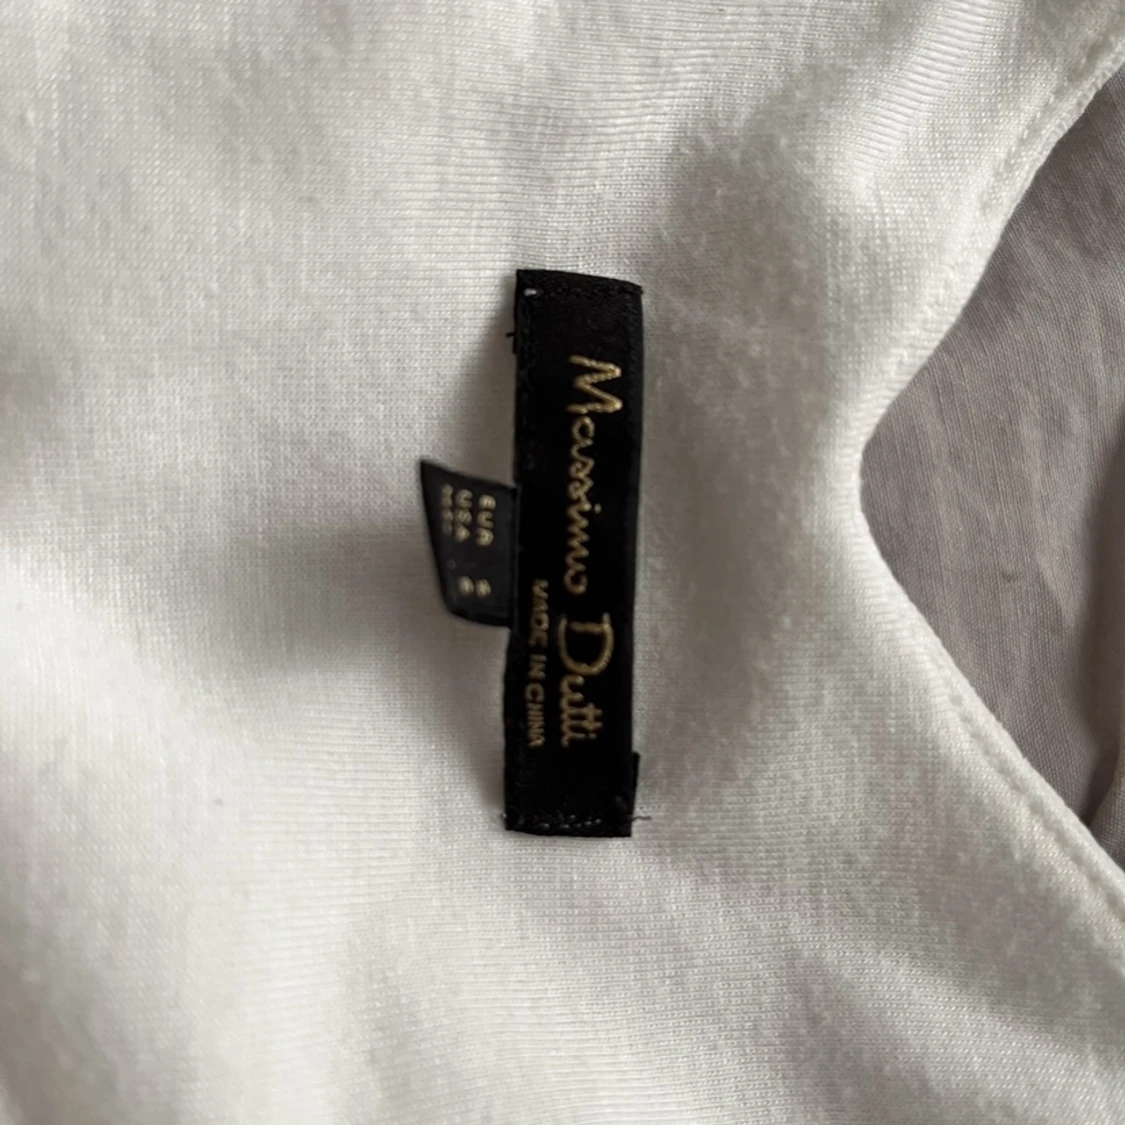 Massimo Dutti
MADE IN CHINA
EUR
USA